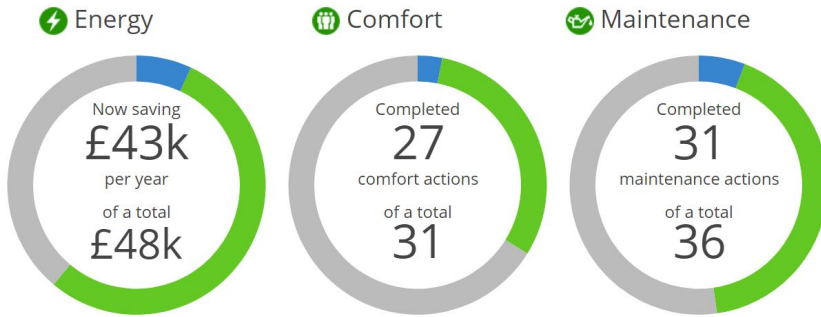 Energy
Now saving
£43k
per year
of a total
£48k
Comfort
Completed
27
comfort actions
of a total
31
Maintenance
Completed
31
maintenance actions
of a total
36